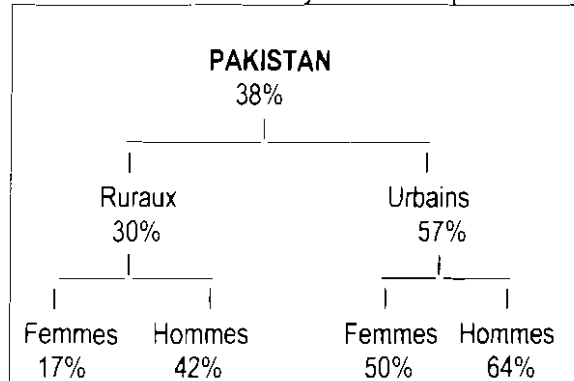 PAKISTAN
38%
Ruraux Urbains
30% 57%
Femmes Hommes Femmes Hommes
17% 42% 50% 64%